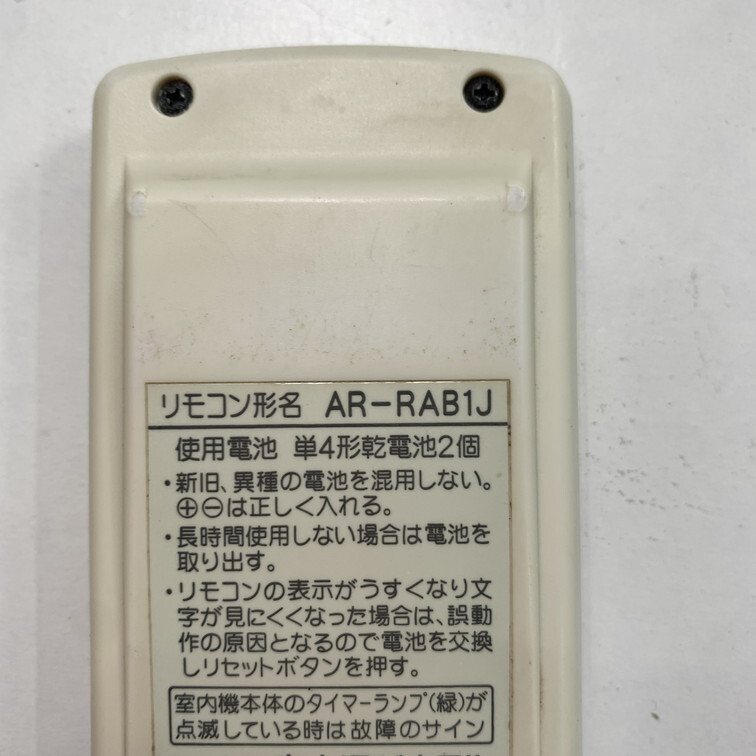 リモコン形名 AR-RAB1J
使用電池 単4形乾電池2個
・新旧、異種の電池を混用しない。
⊕⊖は正しく入れる。
・長時間使用しない場合は電池を
取り出す。
・リモコンの表示がうすくなり文
字が見にくくなった場合は、誤動
作の原因となるので電池を交換
しリセットボタンを押す。
室内機本体のタイマーランプ(緑)が
点滅している時は故障のサイン